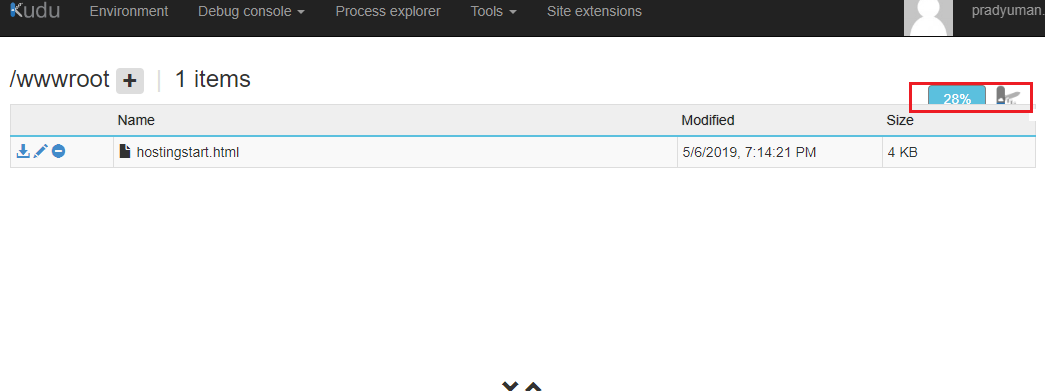 Kudu Environment Debug console Process explorer Tools Site extensions pradyuman.
/wwwroot | 1 items
28%
Name Modified Size
hostingstart.html 5/6/2019, 7:14:21 PM 4 KB